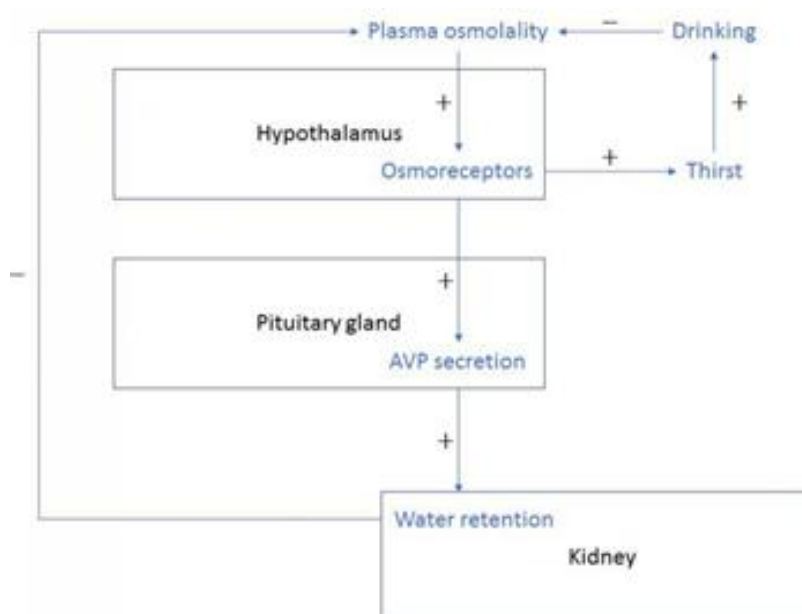 Plasma osmolality
−
Drinking
+
+
Hypothalamus
Osmoreceptors
+
Thirst
−
+
Pituitary gland
AVP secretion
+
Water retention
Kidney